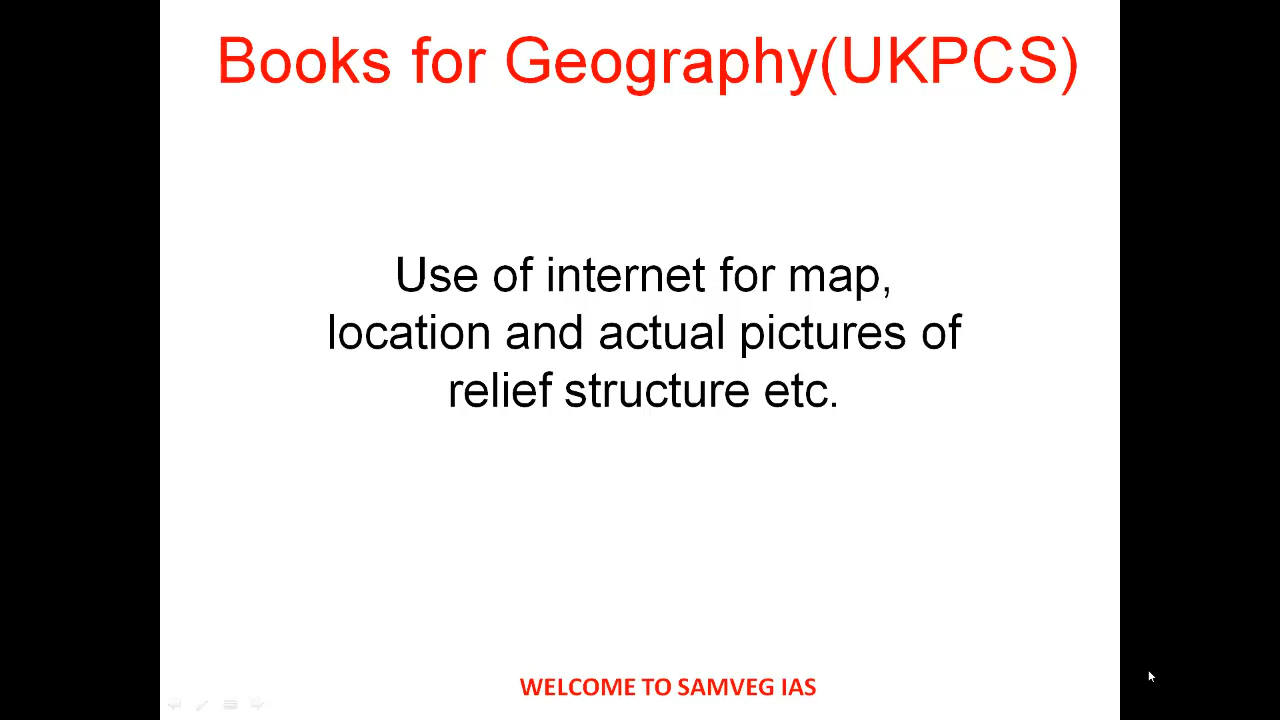 Books for Geography(UKPCS)
Use of internet for map,
location and actual pictures of
relief structure etc.
WELCOME TO SAMVEG IAS